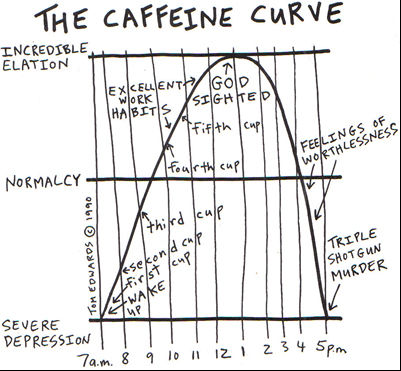 THE CAFFEINE CURVE
INCREDIBLE
ELATION
EXCELLENT
WORK
HABITS
GOD
SIGHTED
fifth cup
FEELINGS OF
WORTHLESSNESS
fourth cup
NORMALCY
third cup
TOM EDWARDS © 1990
second cup
first cup
WAKE
UP
TRIPLE
SHOTGUN
MURDER
SEVERE
DEPRESSION
7a.m. 8 9 10 11 12 1 2 3 4 5p.m